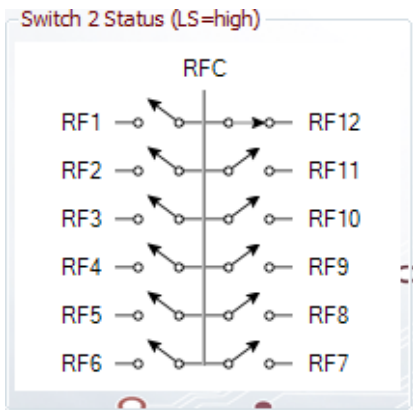 Switch 2 Status (LS=high)
RFC
RF1 RF12
RF2 RF11
RF3 RF10
RF4 RF9
RF5 RF8
RF6 RF7